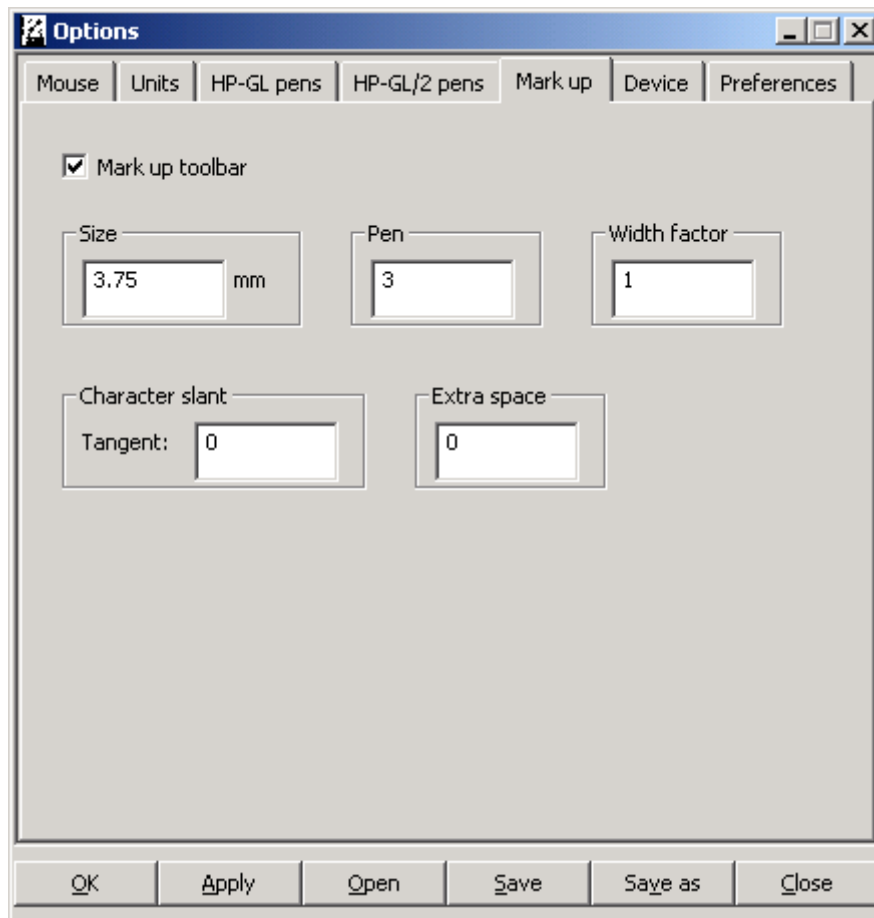 Options
Mouse Units HP-GL pens HP-GL/2 pens Mark up Device Preferences
Mark up toolbar
Size Pen Width factor
3.75 mm 3 1
Character slant Extra space
Tangent: 0 0
OK Apply Open Save Save as Close